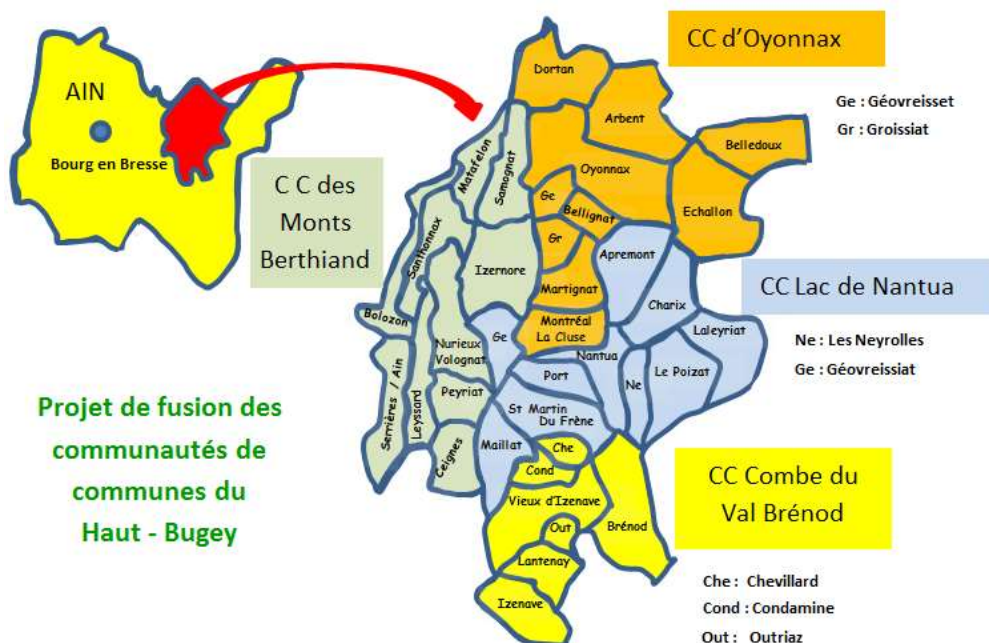 AIN
Bourg en Bresse
CC d'Oyonnax
Ge : Géovreisset
Gr : Groissiat
C C des
Monts
Berthiand
CC Lac de Nantua
Ne : Les Neyrolles
Ge : Géovreissiat
Projet de fusion des
communautés de
communes du
Haut - Bugey
CC Combe du
Val Brénod
Che : Chevillard
Cond : Condamine
Out : Outriaz
Dortan
Arbent
Belledoux
Oyonnax
Echallon
Matafelon
Samognat
Ge
Bellignat
Gr
Apremont
Santhonnax
Izernore
Martignat
Charix
Bolozon
Montréal
La Cluse
Laleyriat
Nurieux
Volognat
Ge
Nantua
Port
Ne
Le Poizat
Serrières / Ain
Leyssard
Peyriat
St Martin
Du Frène
Ceignes
Maillat
Che
Cond
Vieux d'Izenave
Out
Brénod
Lantenay
Izenave